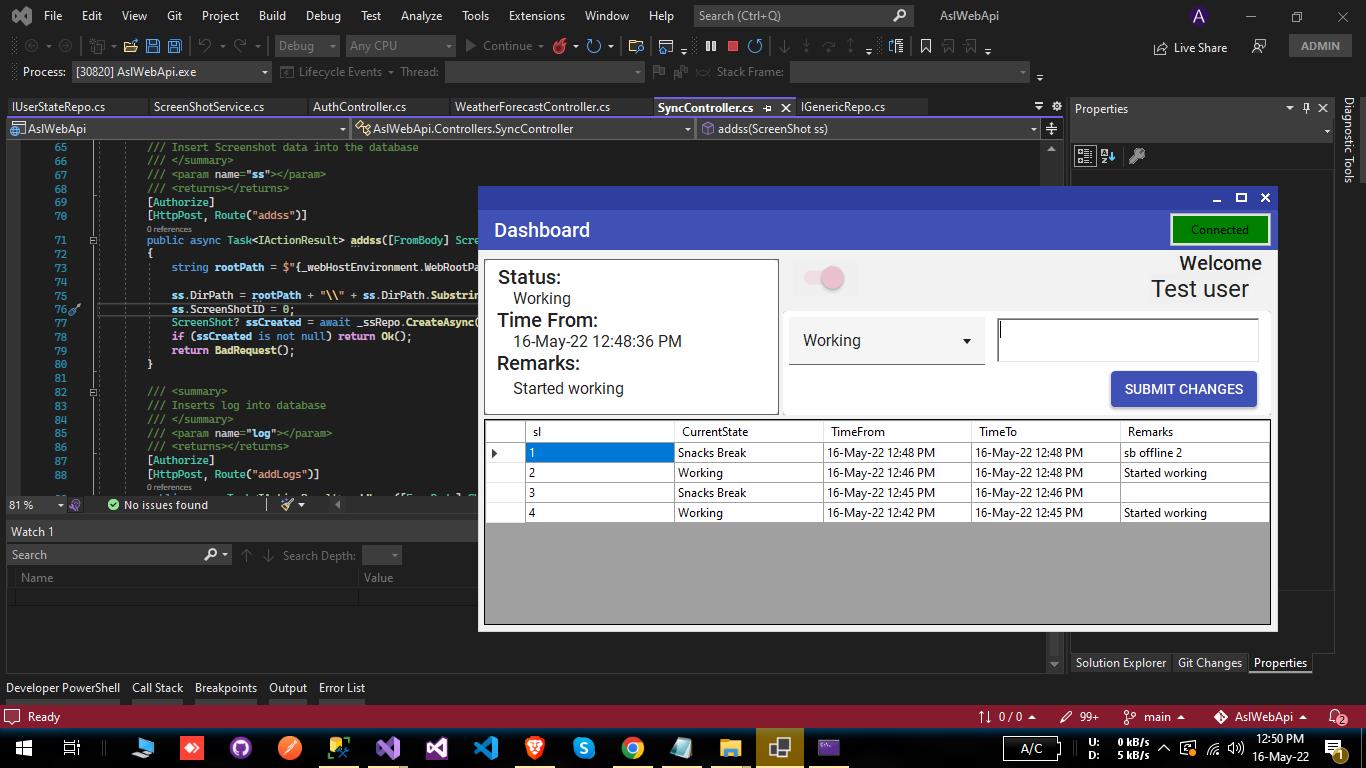 File Edit View Git Project Build Debug Test Analyze Tools Extensions Window Help Search (Ctrl+Q) AslWebApi A
Debug Any CPU Continue Live Share ADMIN
Process: [30820] AslWebApi.exe Lifecycle Events Thread: Stack Frame:
IUserStateRepo.cs ScreenShotService.cs AuthController.cs WeatherForecastController.cs SyncController.cs IGenericRepo.cs
Properties
Diagnostic Tools
AslWebApi AslWebApi.Controllers.SyncController addss(ScreenShot ss)
65 /// Insert Screenshot data into the database
66 /// </summary>
67 /// <param name="ss"></param>
68 /// <returns></returns>
69 [Authorize]
70 [HttpPost, Route("addss")]
0 references
71 public async Task<IActionResult> addss([FromBody] Scre
72 {
73 string rootPath = $"{_webHostEnvironment.WebRootPa
74
75 ss.DirPath = rootPath + "\\" + ss.DirPath.Substrin
76 ss.ScreenShotID = 0;
77 ScreenShot? ssCreated = await _ssRepo.CreateAsync(
78 if (ssCreated is not null) return Ok();
79 return BadRequest();
80 }
81
82 /// <summary>
83 /// Inserts log into database
84 /// </summary>
85 /// <param name="log"></param>
86 /// <returns></returns>
87 [Authorize]
88 [HttpPost, Route("addLogs")]
0 references
81 % No issues found
Watch 1
Search Search Depth:
Name Value
Dashboard Connected
Status:
Working
Time From:
16-May-22 12:48:36 PM
Remarks:
Started working
Welcome
Test user
Working
SUBMIT CHANGES
sl CurrentState TimeFrom TimeTo Remarks
1 Snacks Break 16-May-22 12:48 PM 16-May-22 12:48 PM sb offline 2
2 Working 16-May-22 12:46 PM 16-May-22 12:48 PM Started working
3 Snacks Break 16-May-22 12:45 PM 16-May-22 12:46 PM
4 Working 16-May-22 12:42 PM 16-May-22 12:45 PM Started working
Solution Explorer Git Changes Properties
Developer PowerShell Call Stack Breakpoints Output Error List
Ready 0 / 0 99+ main AslWebApi 2
A/C U: 0 kB/s 12:50 PM
D: 5 kB/s 16-May-22 1